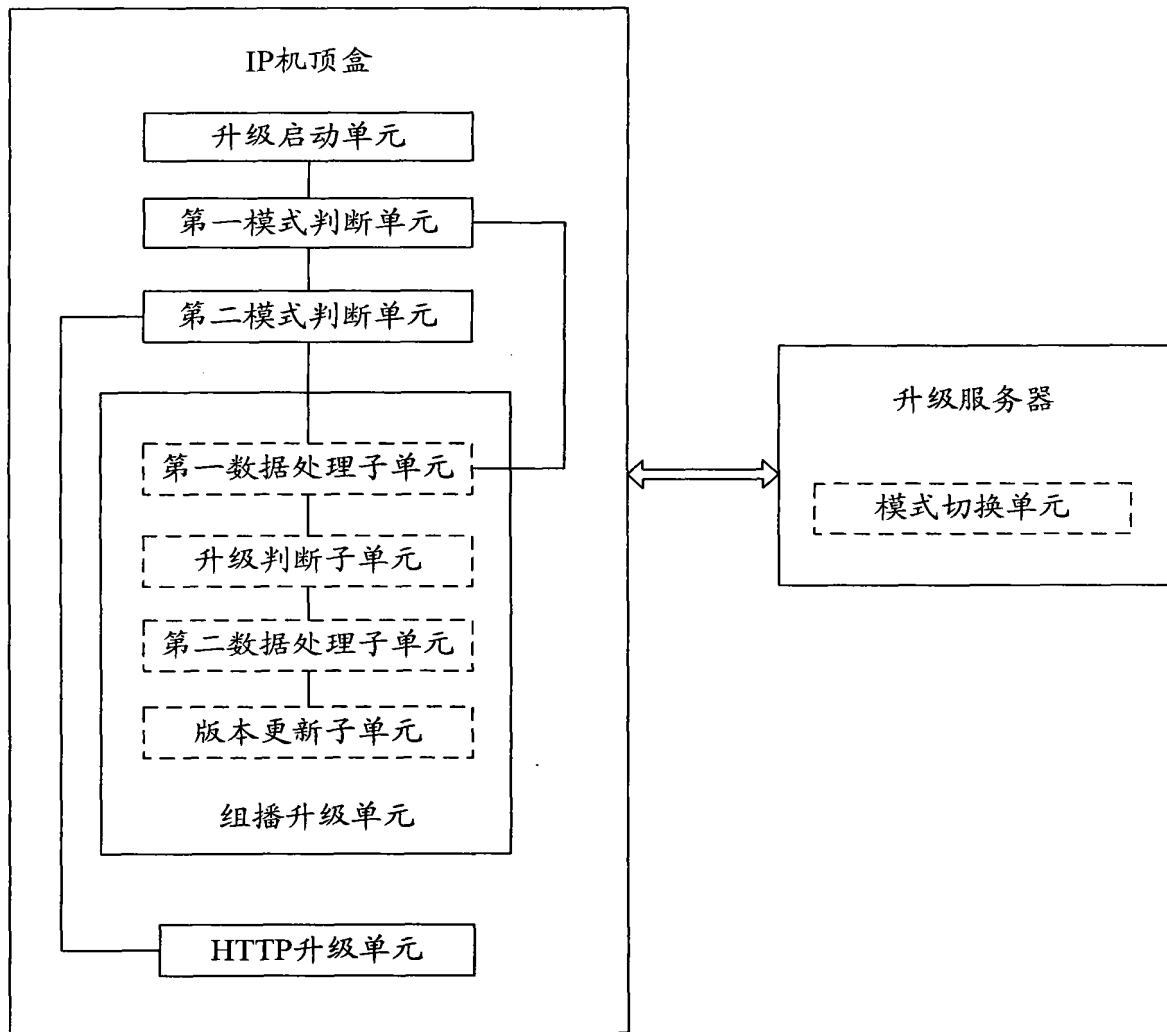 IP机顶盒
升级启动单元
第一模式判断单元
第二模式判断单元
第一数据处理子单元
升级判断子单元
第二数据处理子单元
版本更新子单元
组播升级单元
HTTP升级单元
升级服务器
模式切换单元